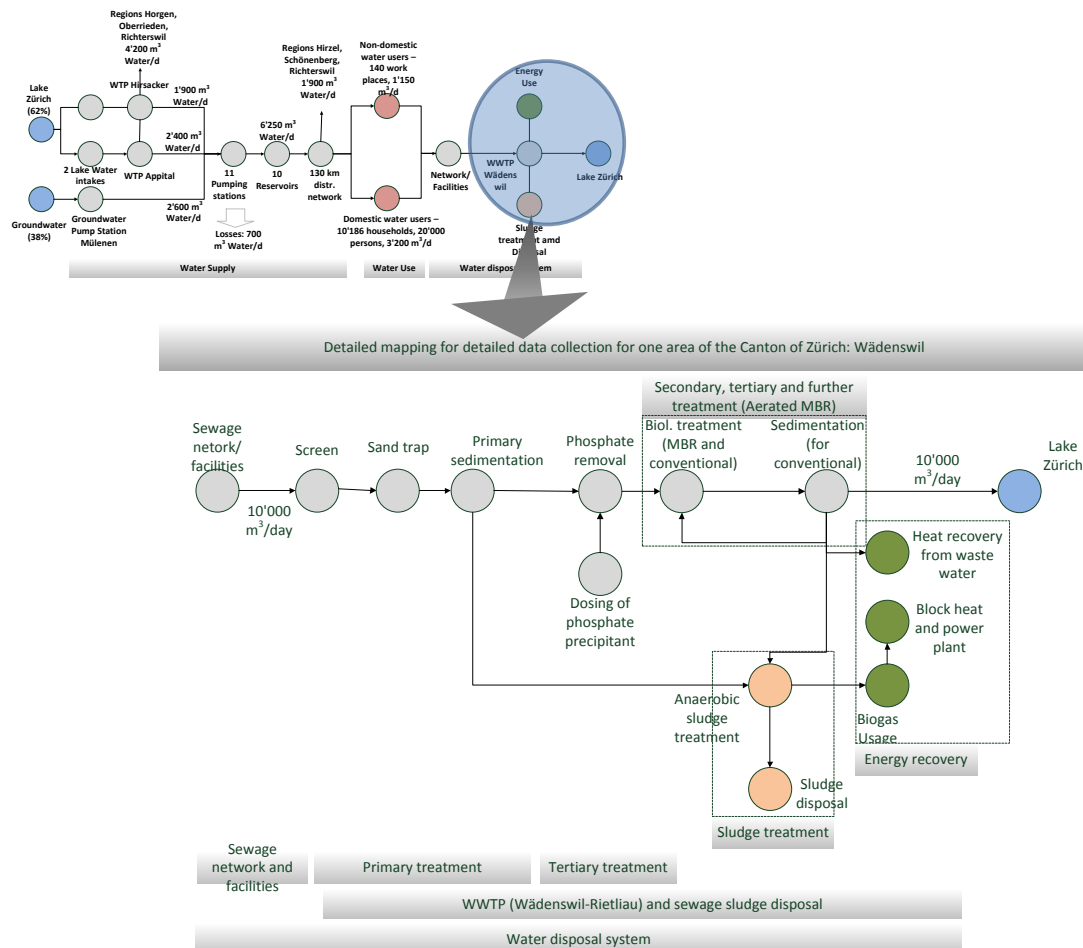 Regions Horgen,
Oberrieden,
Richterswil
4'200 m³
Water/d
WTP Hirsacker
Lake
Zürich
(62%)
1'900 m³
Water/d
2'400 m³
Water/d
2 Lake Water
intakes
WTP Appital
Groundwater
(38%)
Groundwater
Pump Station
Mülenen
2'600 m³
Water/d
11
Pumping
stations
Losses: 700
m³ Water/d
6'250 m³
Water/d
10
Reservoirs
Regions Hirzel,
Schönenberg,
Richterswil
1'900 m³
Water/d
130 km
distr.
network
Non-domestic
water users –
140 work
places, 1'150
m³/d
Domestic water users –
10'186 households, 20'000
persons, 3'200 m³/d
Network/
Facilities
Energy
Use
WWTP
Wädens
wil
Lake Zürich
Sludge
treatment amd
Disposal
Water Supply
Water Use
Water disposal system
Detailed mapping for detailed data collection for one area of the Canton of Zürich: Wädenswil
Secondary, tertiary and further
treatment (Aerated MBR)
Sewage
netork/
facilities
10'000
m³/day
Screen
Sand trap
Primary
sedimentation
Phosphate
removal
Biol. treatment
(MBR and
conventional)
Sedimentation
(for
conventional)
10'000
m³/day
Lake
Zürich
Dosing of
phosphate
precipitant
Heat recovery
from waste
water
Block heat
and power
plant
Anaerobic
sludge
treatment
Biogas
Usage
Energy recovery
Sludge
disposal
Sludge treatment
Sewage
network and
facilities
Primary treatment
Tertiary treatment
WWTP (Wädenswil-Rietliau) and sewage sludge disposal
Water disposal system